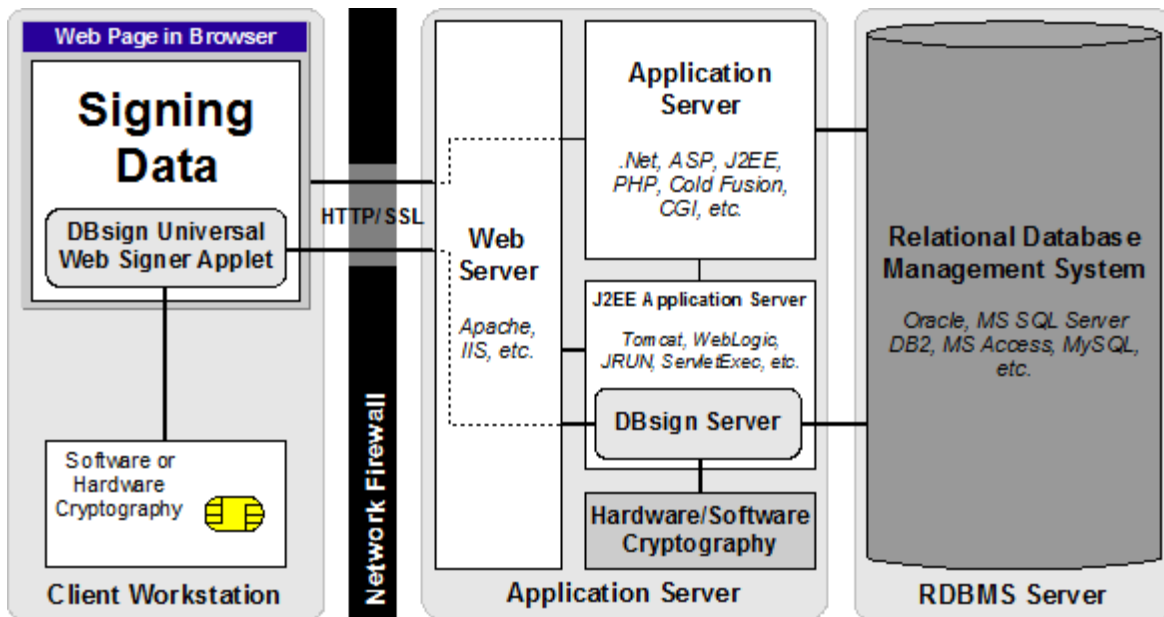 Web Page in Browser
Signing
Data
DBsign Universal
Web Signer Applet
Software or
Hardware
Cryptography
Client Workstation
HTTP/SSL
Network Firewall
Web
Server
Apache,
IIS, etc.
Application
Server
.Net, ASP, J2EE,
PHP, Cold Fusion,
CGI, etc.
J2EE Application Server
Tomcat, WebLogic,
JRUN, ServletExec, etc.
DBsign Server
Hardware/Software
Cryptography
Application Server
Relational Database
Management System
Oracle, MS SQL Server
DB2, MS Access, MySQL,
etc.
RDBMS Server